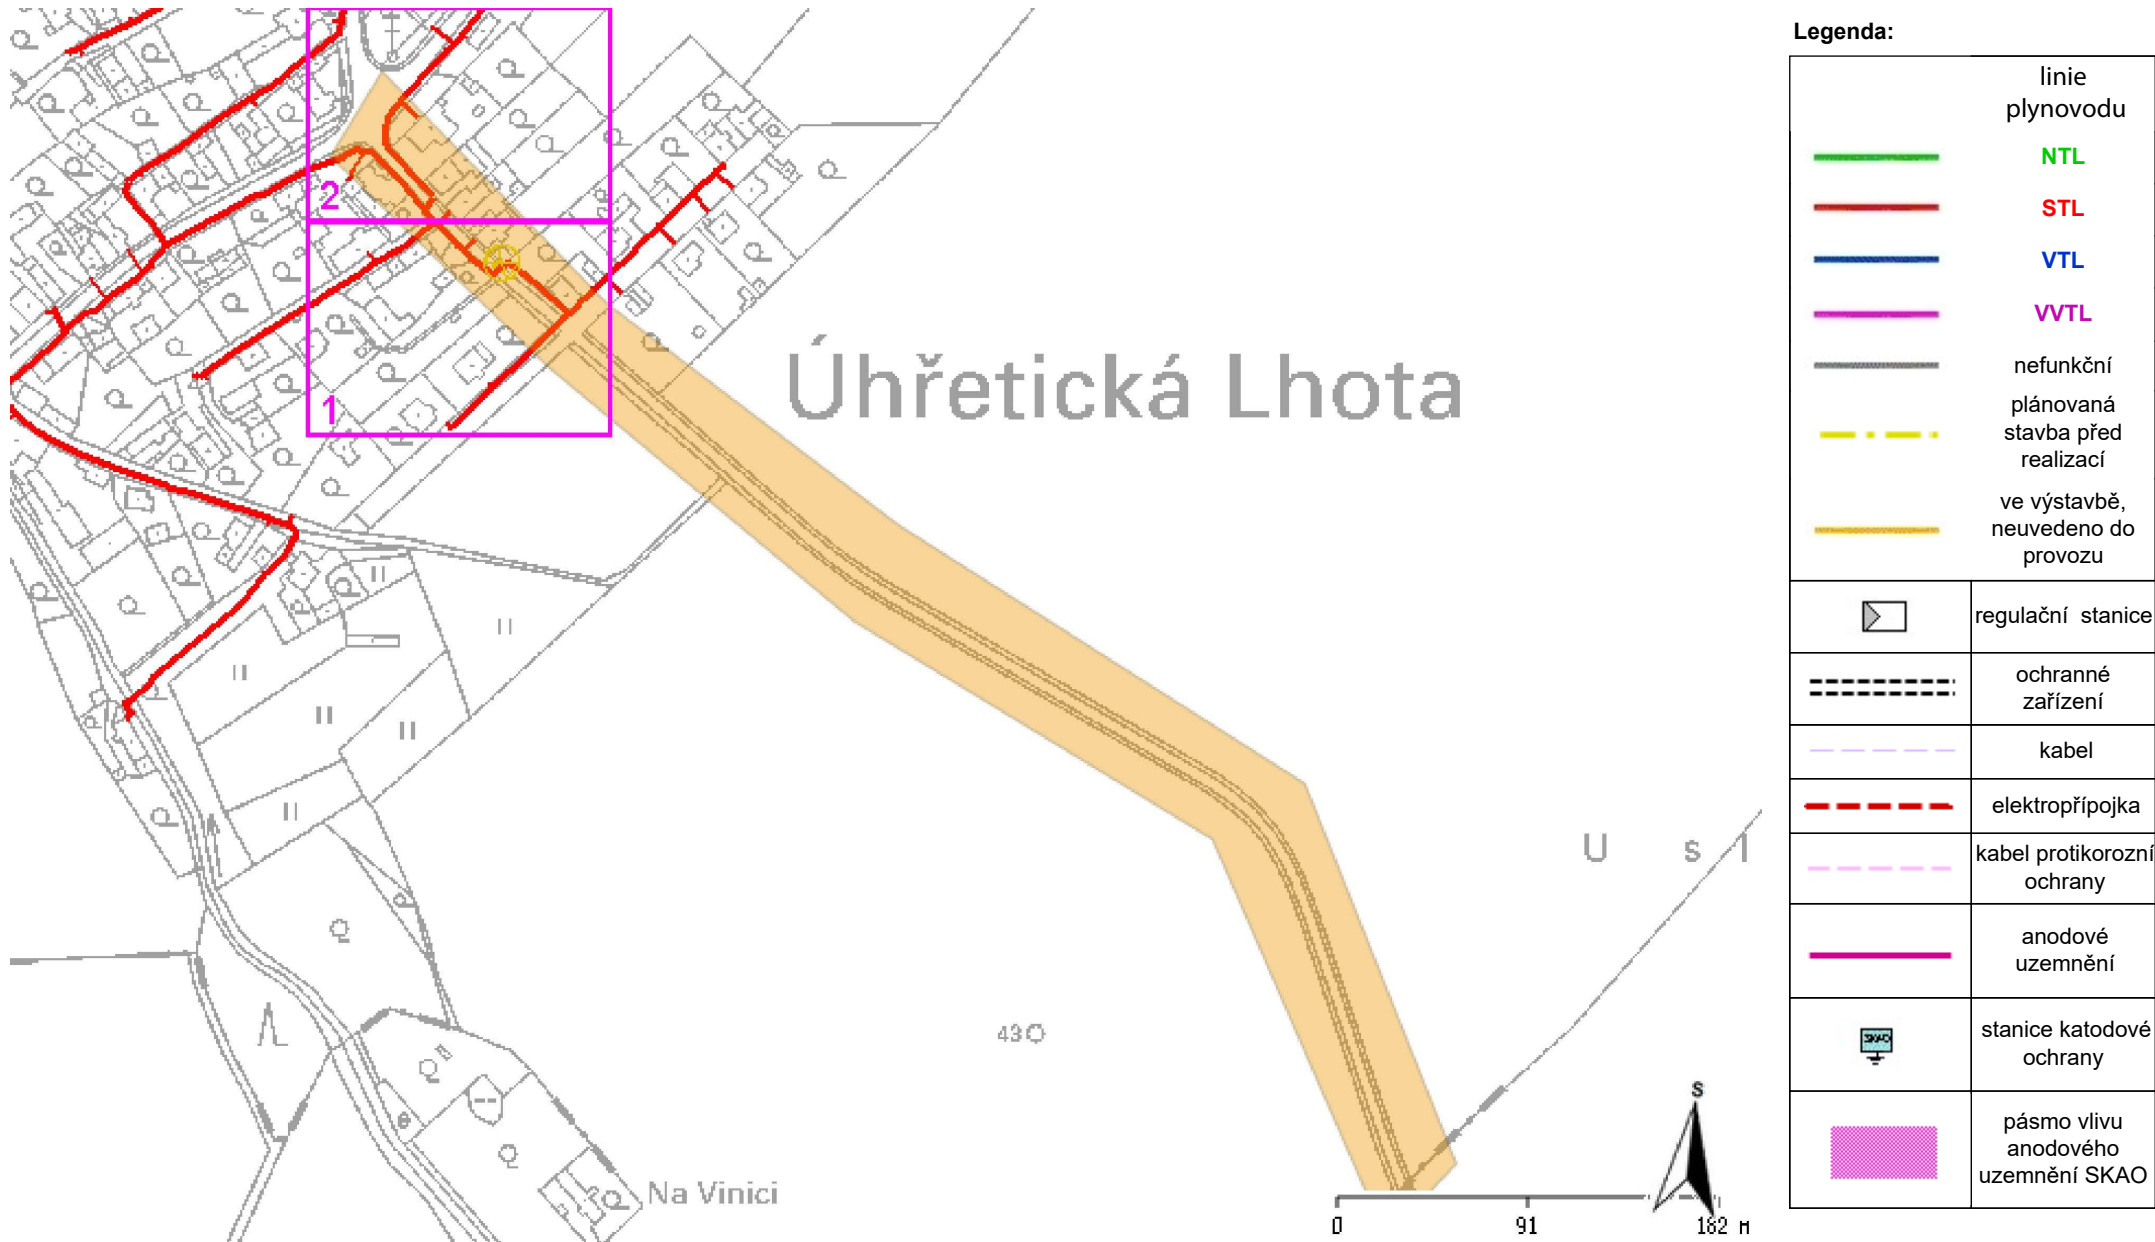 2
1
Úhřetická Lhota
U s l
430
Na Vinici
S
0 91 182 M
Legenda:
linie
plynovodu
NTL
STL
VTL
VVTL
nefunkční
plánovaná
stavba před
realizací
ve výstavbě,
neuvedeno do
provozu
regulační stanice
ochranné
zařízení
kabel
elektropřípojka
kabel protikorozní
ochrany
anodové
uzemnění
SKAO
stanice katodové
ochrany
pásmo vlivu
anodového
uzemnění SKAO